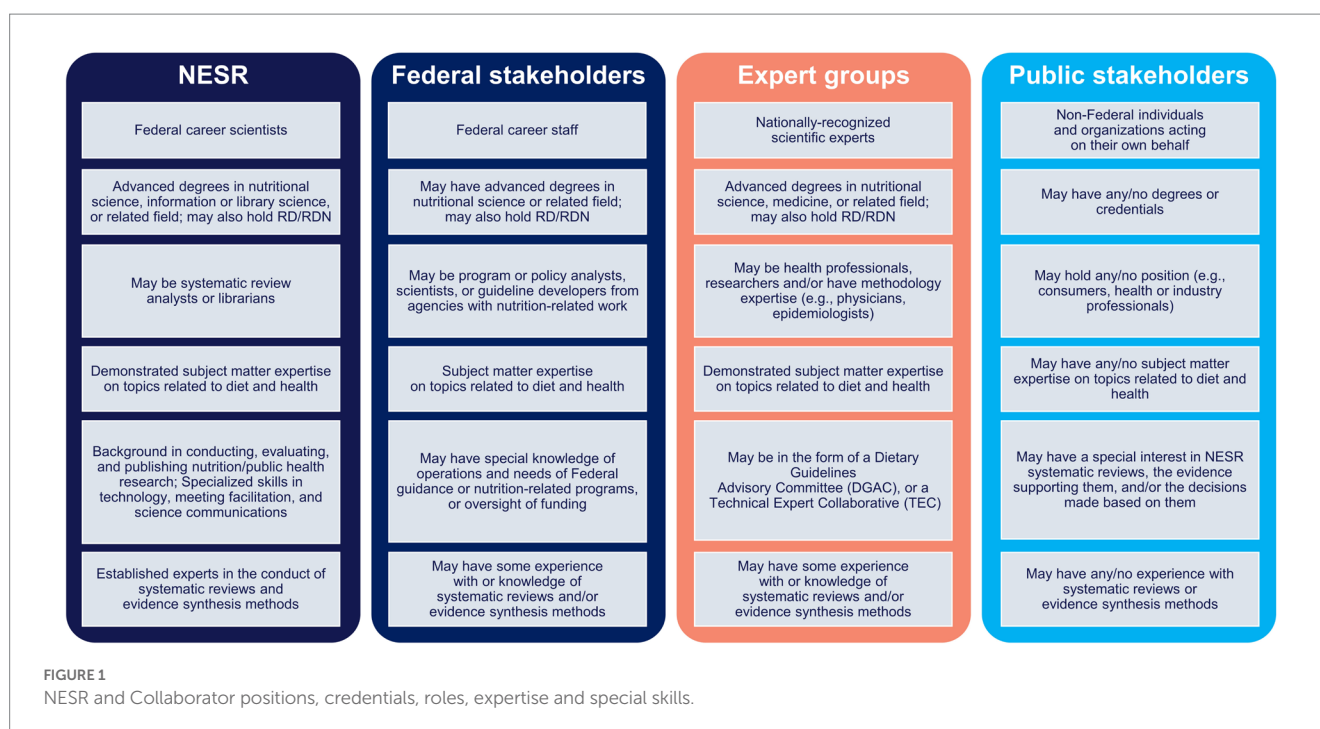 NESR
Federal career scientists
Advanced degrees in nutritional
science, information or library science,
or related field; may also hold RD/RDN
May be systematic review
analysts or librarians
Demonstrated subject matter expertise
on topics related to diet and health
Background in conducting, evaluating,
and publishing nutrition/public health
research; Specialized skills in
technology, meeting facilitation, and
science communications
Established experts in the conduct of
systematic reviews and
evidence synthesis methods
Federal stakeholders
Federal career staff
May have advanced degrees in
nutritional science or related field;
may also hold RD/RDN
May be program or policy analysts,
scientists, or guideline developers from
agencies with nutrition-related work
Subject matter expertise
on topics related to diet and health
May have special knowledge of
operations and needs of Federal
guidance or nutrition-related programs,
or oversight of funding
May have some experience
with or knowledge of
systematic reviews and/or
evidence synthesis methods
Expert groups
Nationally-recognized
scientific experts
Advanced degrees in nutritional
science, medicine, or related field;
may also hold RD/RDN
May be health professionals,
researchers and/or have methodology
expertise (e.g., physicians,
epidemiologists)
Demonstrated subject matter expertise
on topics related to diet and health
May be in the form of a Dietary
Guidelines
Advisory Committee (DGAC), or a
Technical Expert Collaborative (TEC)
May have some experience
with or knowledge of
systematic reviews and/or
evidence synthesis methods
Public stakeholders
Non-Federal individuals
and organizations acting
on their own behalf
May have any/no degrees or
credentials
May hold any/no position (e.g.,
consumers, health or industry
professionals)
May have any/no subject matter
expertise on topics related to diet and
health
May have a special interest in NESR
systematic reviews, the evidence
supporting them, and/or the decisions
made based on them
May have any/no experience with
systematic reviews or
evidence synthesis methods
FIGURE 1
NESR and Collaborator positions, credentials, roles, expertise and special skills.